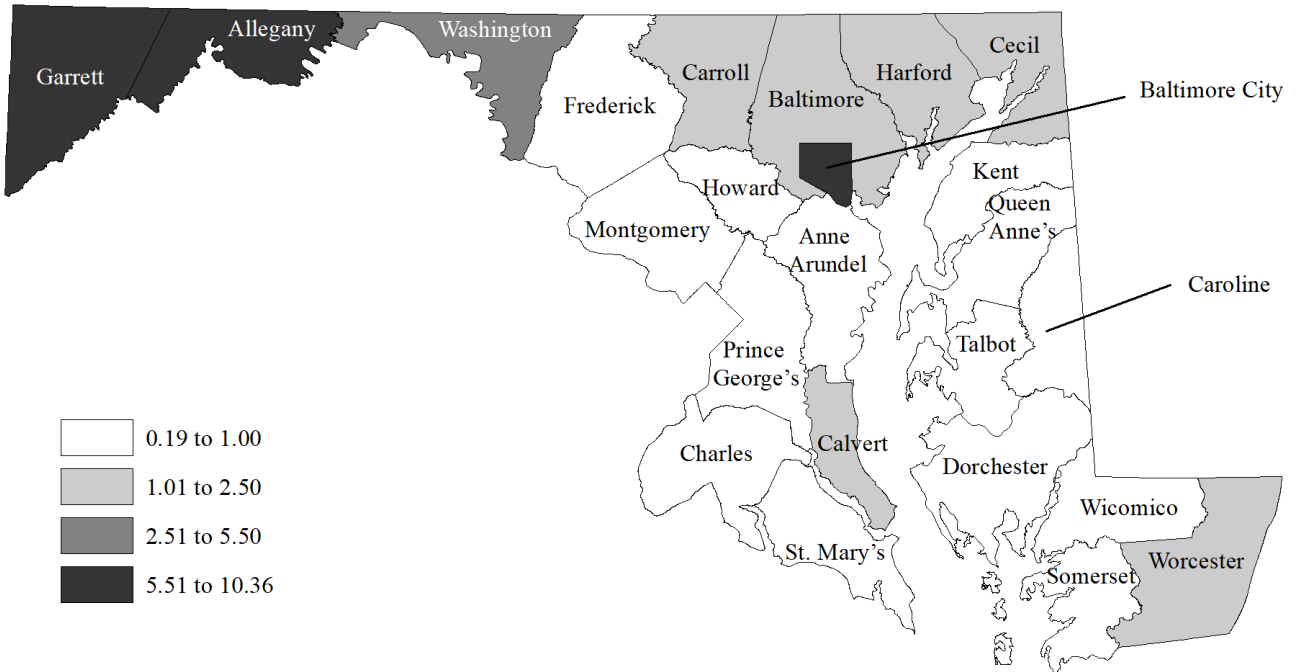 Allegany
Washington
Garrett
Cecil
Carroll
Harford
Baltimore
Frederick
Baltimore City
Kent
Howard
Queen
Anne's
Montgomery
Anne
Arundel
Caroline
Talbot
Prince
George's
0.19 to 1.00
Calvert
Charles
Dorchester
1.01 to 2.50
Wicomico
2.51 to 5.50
St. Mary's
Worcester
Somerset
5.51 to 10.36